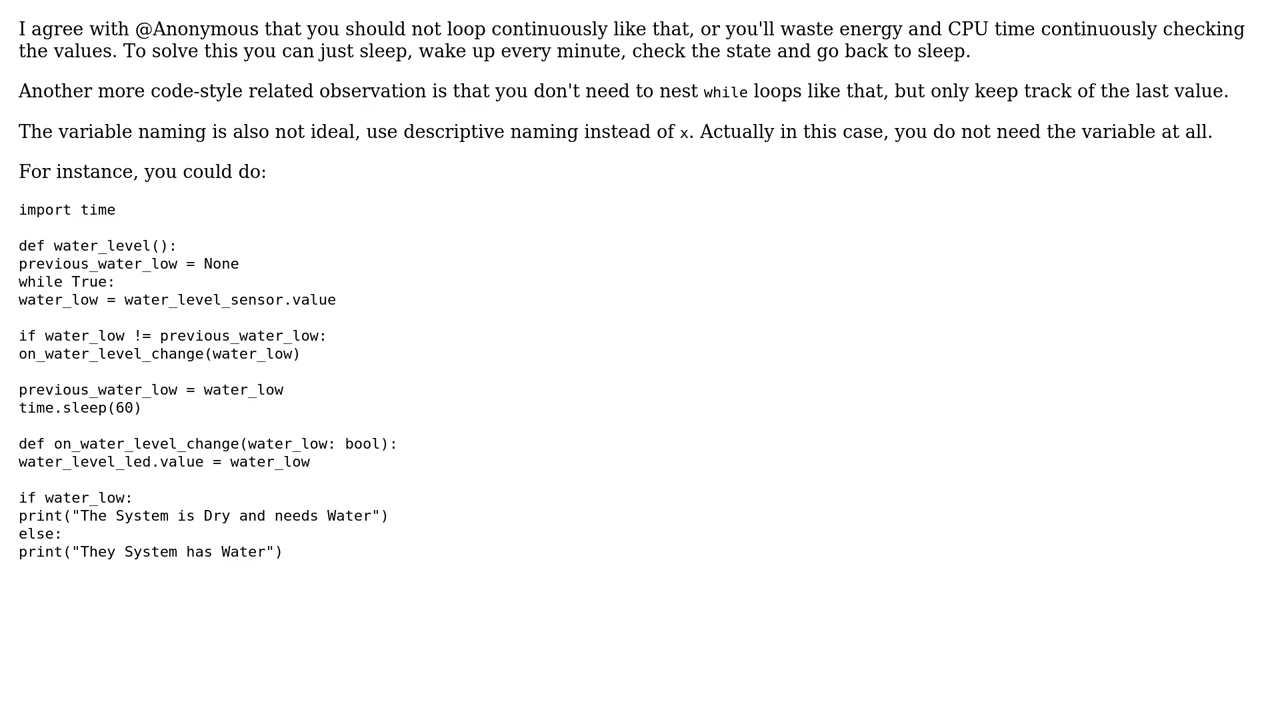 I agree with @Anonymous that you should not loop continuously like that, or you'll waste energy and CPU time continuously checking
the values. To solve this you can just sleep, wake up every minute, check the state and go back to sleep.
Another more code-style related observation is that you don't need to nest while loops like that, but only keep track of the last value.
The variable naming is also not ideal, use descriptive naming instead of x. Actually in this case, you do not need the variable at all.
For instance, you could do:
import time
def water_level():
previous_water_low = None
while True:
water_low = water_level_sensor.value
if water_low != previous_water_low:
on_water_level_change(water_low)
previous_water_low = water_low
time.sleep(60)
def on_water_level_change(water_low: bool):
water_level_led.value = water_low
if water_low:
print("The System is Dry and needs Water")
else:
print("They System has Water")